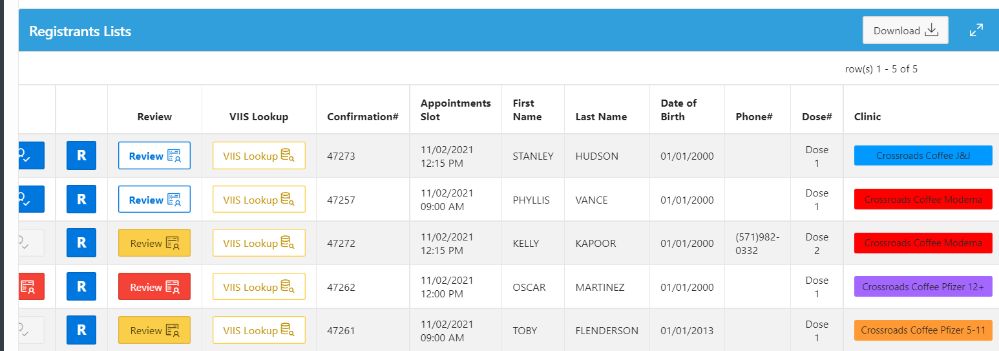 Registrants Lists Download
row(s) 1 - 5 of 5
Review VIIS Lookup Confirmation# Appointments Slot First Name Last Name Date of Birth Phone# Dose# Clinic
R Review VIIS Lookup 47273 11/02/2021 12:15 PM STANLEY HUDSON 01/01/2000 Dose 1 Crossroads Coffee J&J
R Review VIIS Lookup 47257 11/02/2021 09:00 AM PHYLLIS VANCE 01/01/2000 Dose 1 Crossroads Coffee Moderna
R Review VIIS Lookup 47272 11/02/2021 12:15 PM KELLY KAPOOR 01/01/2000 (571)982-0332 Dose 2 Crossroads Coffee Moderna
R Review VIIS Lookup 47262 11/02/2021 12:00 PM OSCAR MARTINEZ 01/01/2000 Dose 1 Crossroads Coffee Pfizer 12+
R Review VIIS Lookup 47261 11/02/2021 09:00 AM TOBY FLENDERSON 01/01/2013 Dose 1 Crossroads Coffee Pfizer 5-11